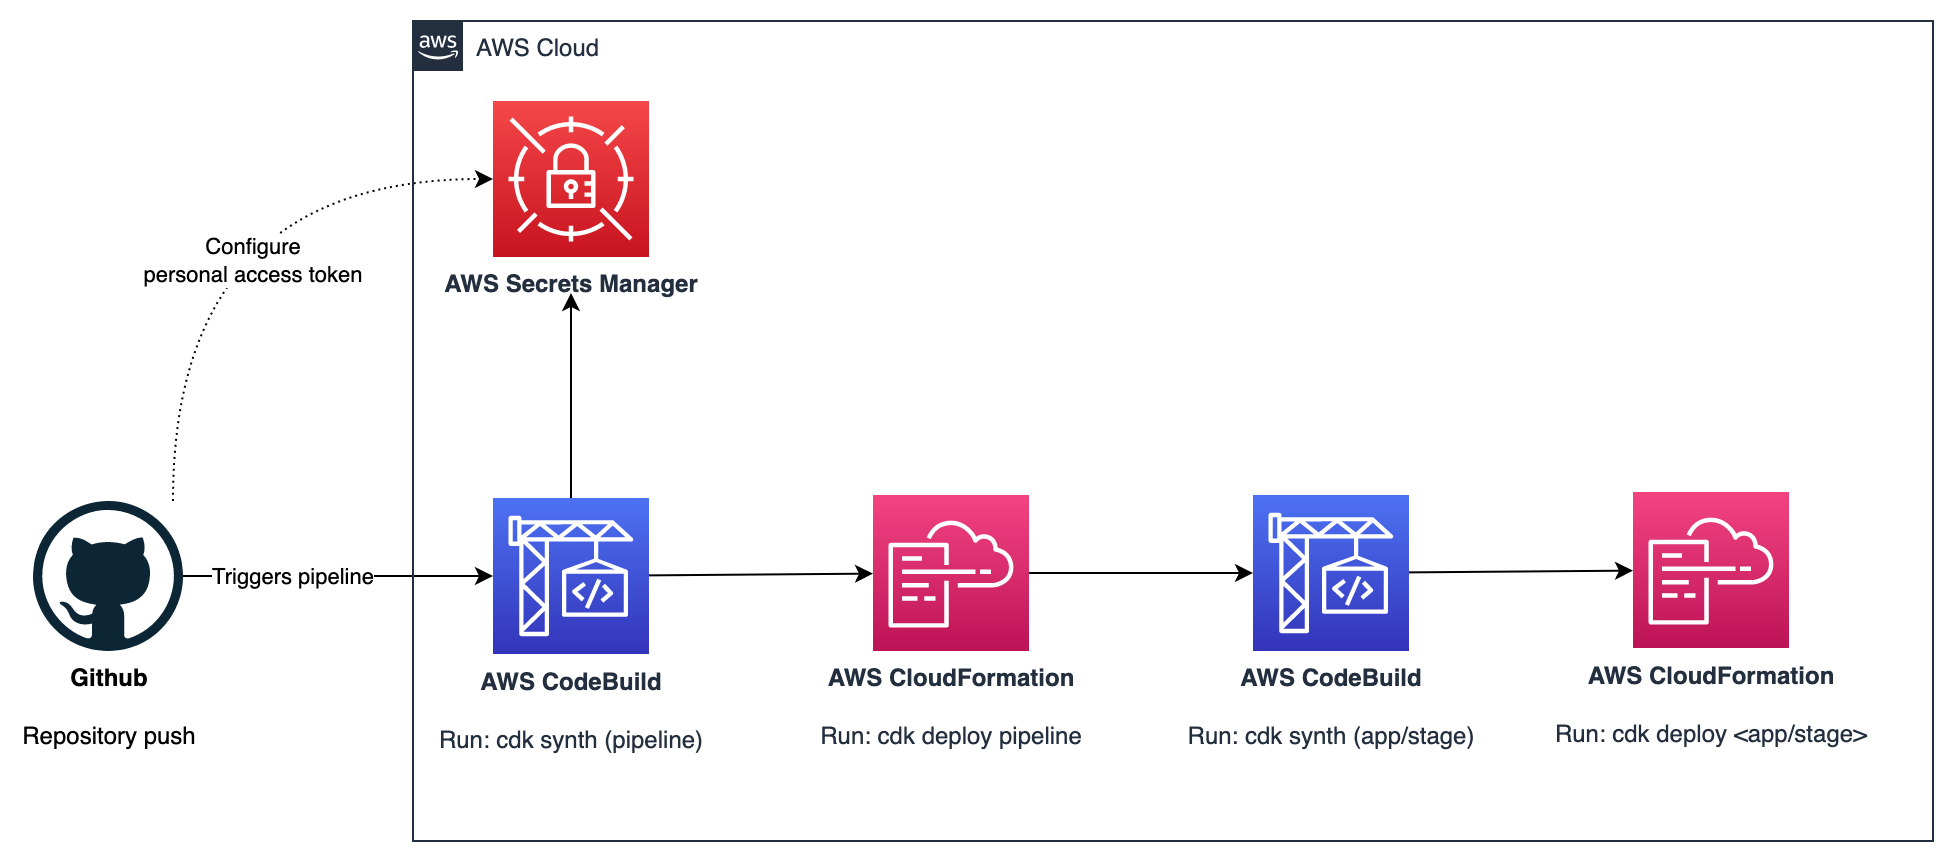 aws
AWS Cloud
AWS Secrets Manager
Configure
personal access token
Triggers pipeline
Github
Repository push
AWS CodeBuild
Run: cdk synth (pipeline)
AWS CloudFormation
Run: cdk deploy pipeline
AWS CodeBuild
Run: cdk synth (app/stage)
AWS CloudFormation
Run: cdk deploy <app/stage>